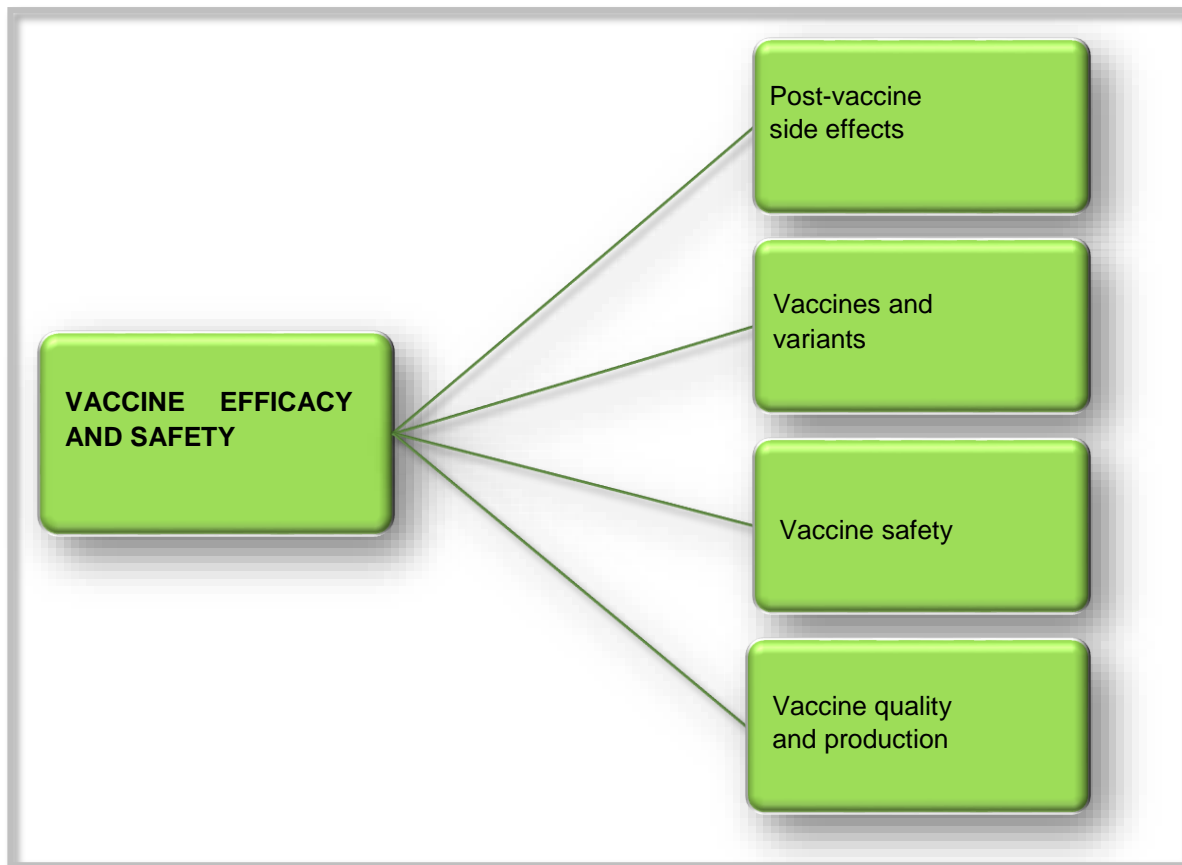 VACCINE EFFICACY
AND SAFETY
Post-vaccine
side effects
Vaccines and
variants
Vaccine safety
Vaccine quality
and production